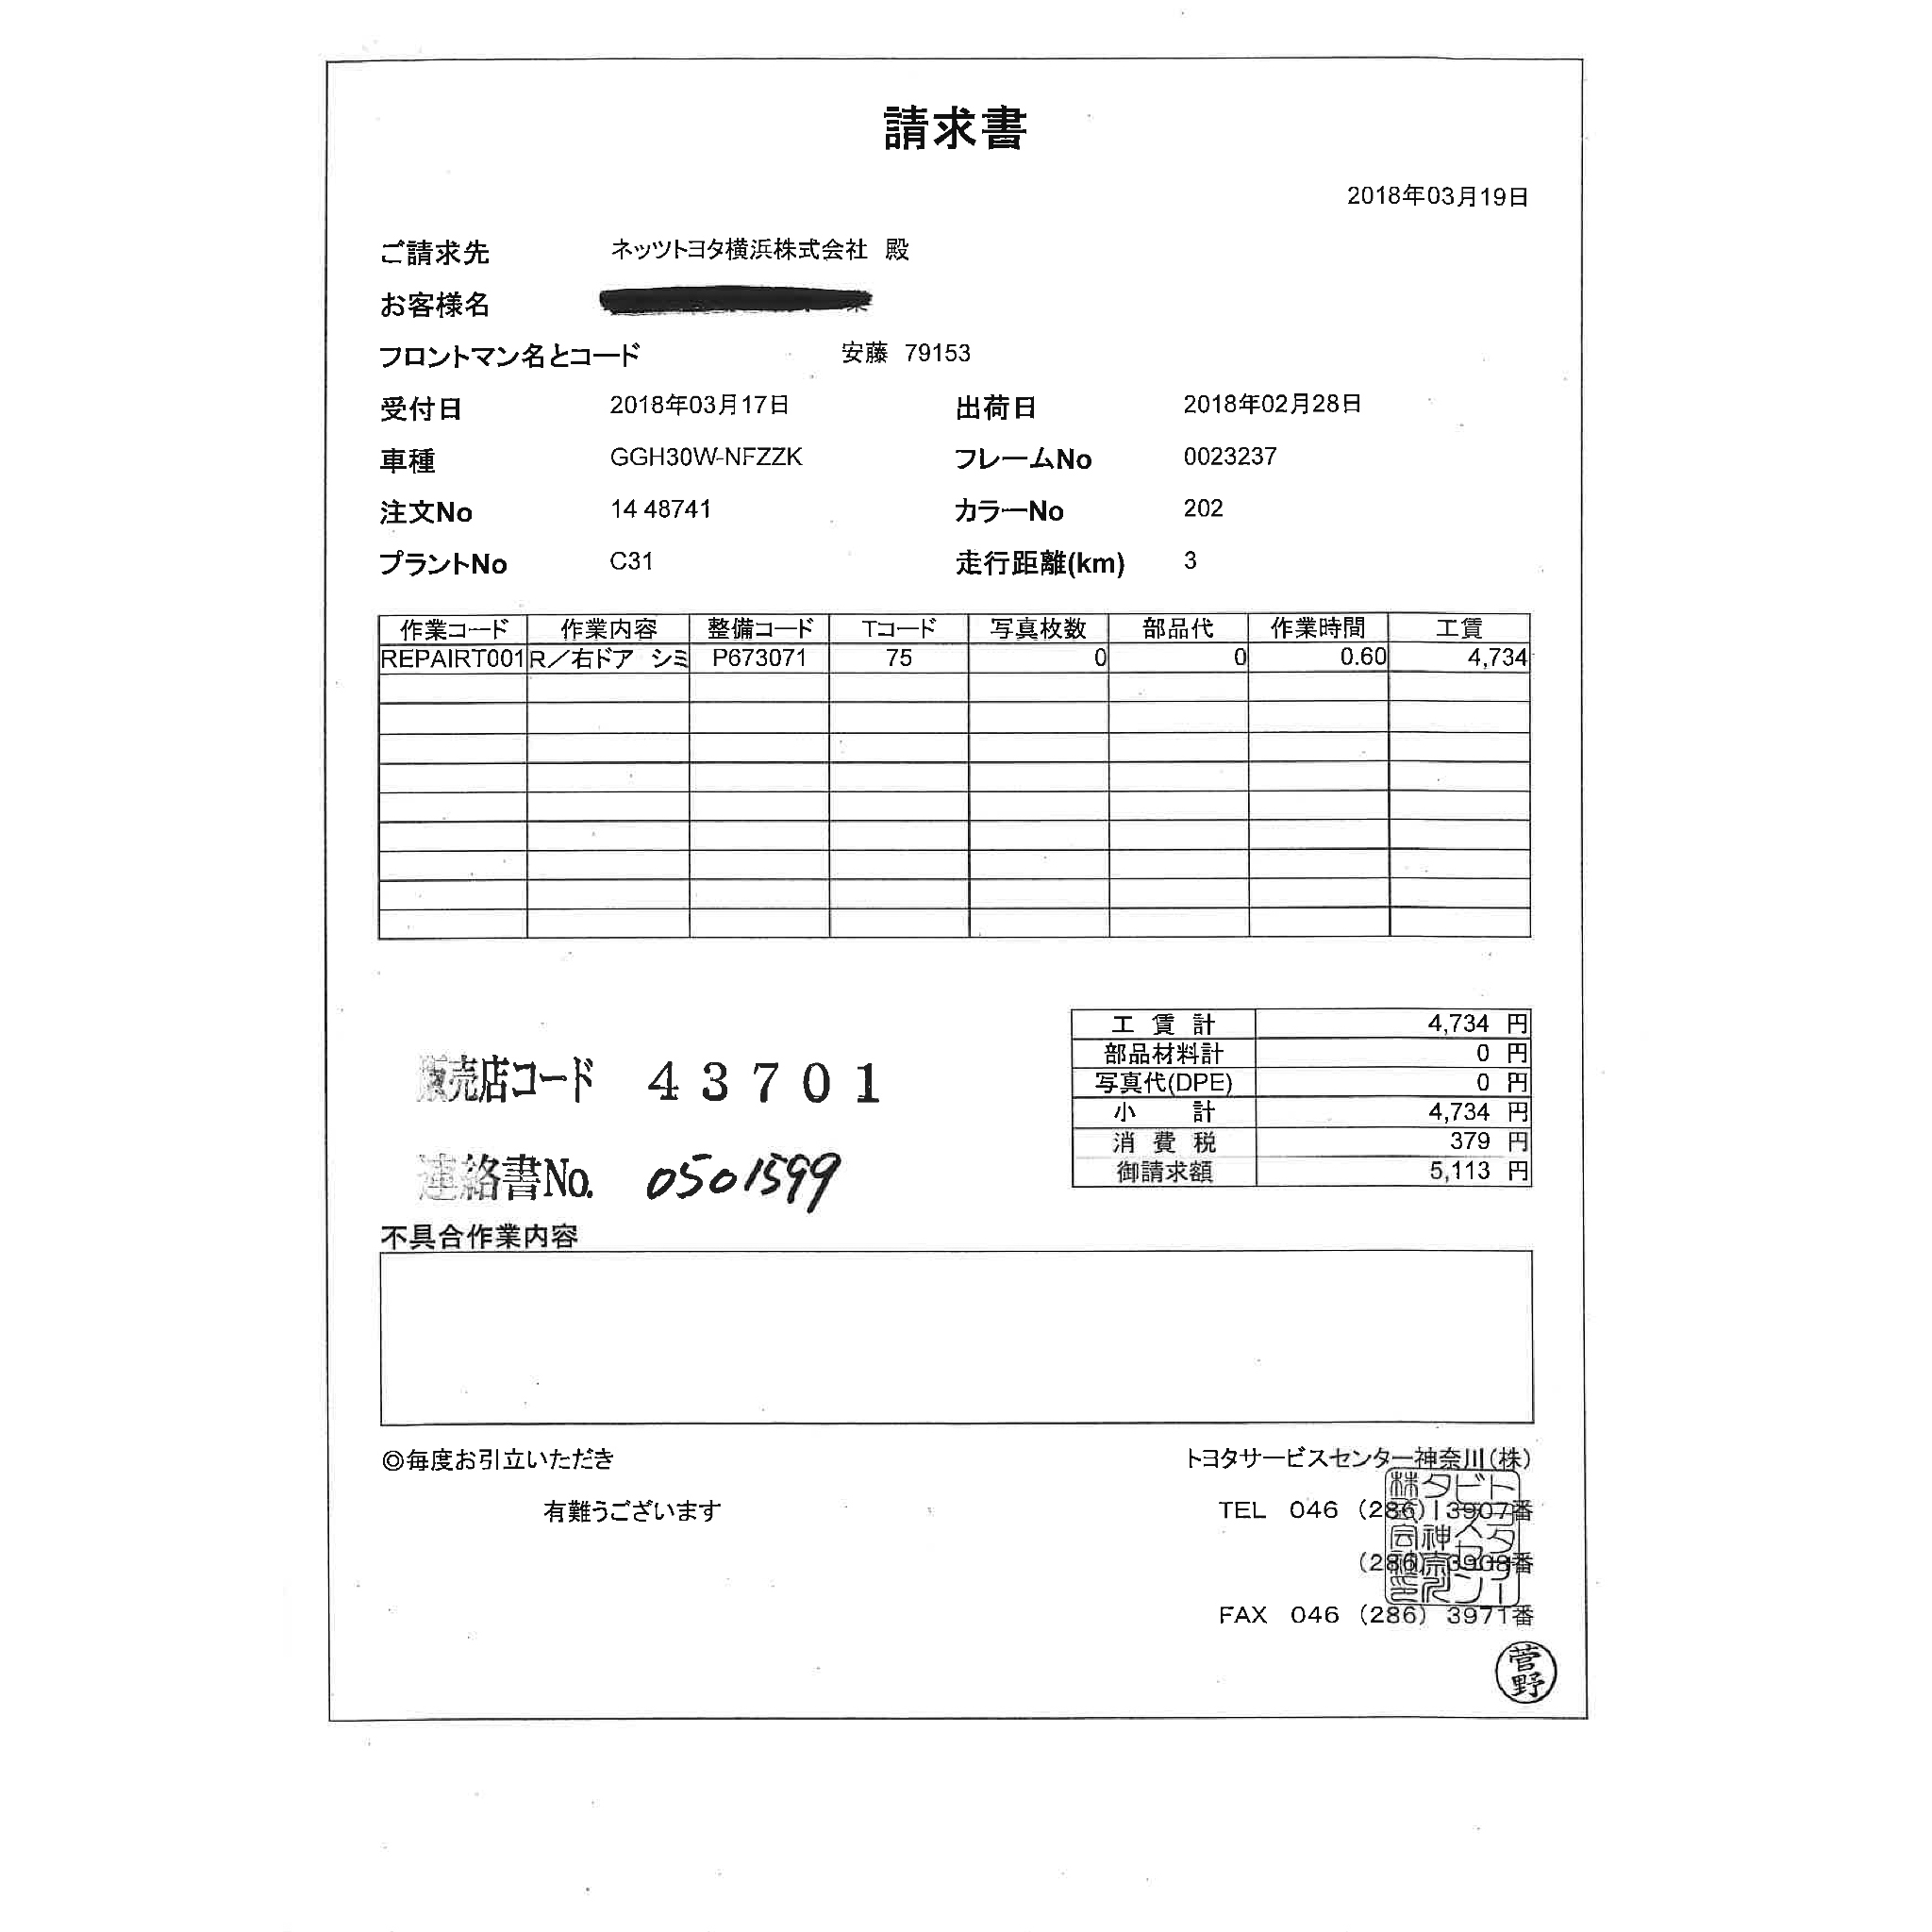 請求書
2018年03月19日
ご請求先 ネッツトヨタ横浜株式会社 殿
お客様名
フロントマン名とコード 安藤 79153
受付日 2018年03月17日 出荷日 2018年02月28日
車種 GGH30W-NFZZK フレームNo 0023237
注文No 14 48741 カラーNo 202
プラントNo C31 走行距離(km) 3
作業コード 作業内容 整備コード Tコード 写真枚数 部品代 作業時間 工賃
REPAIRT001 R／右ドア シミ P673071 75 0 0 0.60 4,734
工賃計 4,734 円
部品材料計 0 円
写真代(DPE) 0 円
小計 4,734 円
消費税 379 円
御請求額 5,113 円
販売店コード 43701
連絡書No. 0501599
不具合作業内容
◎毎度お引立いただき
有難うございます
トヨタサービスセンター神奈川(株)
TEL 046 (286) 3907番
(286) 3908番
FAX 046 (286) 3971番
菅野